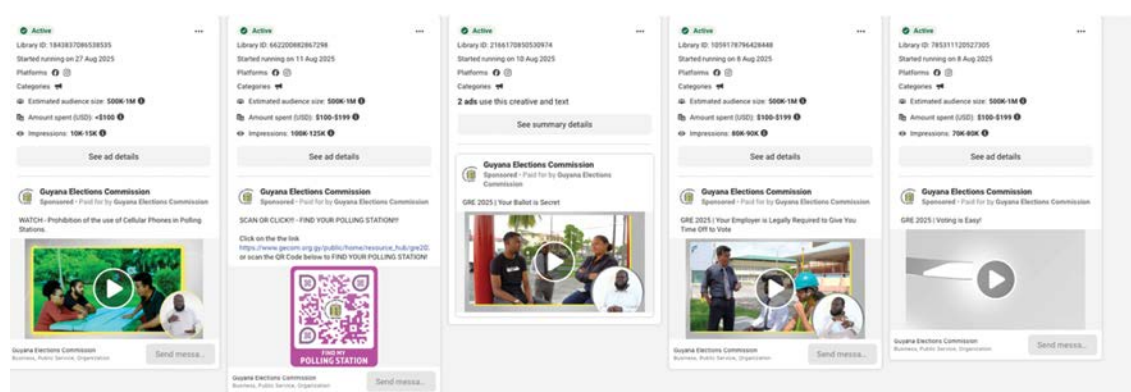 Active
Library ID: 1843837086538535
Started running on 27 Aug 2025
Platforms
Categories
Estimated audience size: 500K-1M
Amount spent (USD): <$100
Impressions: 10K-15K
See ad details
Guyana Elections Commission
Sponsored • Paid for by Guyana Elections Commission
WATCH - Prohibition of the use of Cellular Phones in Polling
Stations.
Guyana Elections Commission
Business, Public Service, Organization
Send messa...
Active
Library ID: 662200882867298
Started running on 11 Aug 2025
Platforms
Categories
Estimated audience size: 500K-1M
Amount spent (USD): $100-$199
Impressions: 100K-125K
See ad details
Guyana Elections Commission
Sponsored • Paid for by Guyana Elections Commission
SCAN OR CLICK!!! - FIND YOUR POLLING STATION!!!
Click on the the link
https://www.gecom.org.gy/public/home/resource_hub/gre20.
or scan the QR Code below to FIND YOUR POLLING STATION!
FIND MY
POLLING STATION
Guyana Elections Commission
Business, Public Service, Organization
Send messa...
Active
Library ID: 2166170850530974
Started running on 10 Aug 2025
Platforms
Categories
2 ads use this creative and text
See summary details
Guyana Elections Commission
Sponsored • Paid for by Guyana Elections
Commission
GRE 2025 | Your Ballot is Secret
Active
Library ID: 1059178796428448
Started running on 8 Aug 2025
Platforms
Categories
Estimated audience size: 500K-1M
Amount spent (USD): $100-$199
Impressions: 80K-90K
See ad details
Guyana Elections Commission
Sponsored • Paid for by Guyana Elections Commission
GRE 2025 | Your Employer is Legally Required to Give You
Time Off to Vote
Guyana Elections Commission
Business, Public Service, Organization
Send messa...
Active
Library ID: 785311120527305
Started running on 8 Aug 2025
Platforms
Categories
Estimated audience size: 500K-1M
Amount spent (USD): $100-$199
Impressions: 70K-80K
See ad details
Guyana Elections Commission
Sponsored • Paid for by Guyana Elections Commission
GRE 2025 | Voting is Easy!
Guyana Elections Commission
Business, Public Service, Organization
Send messa...